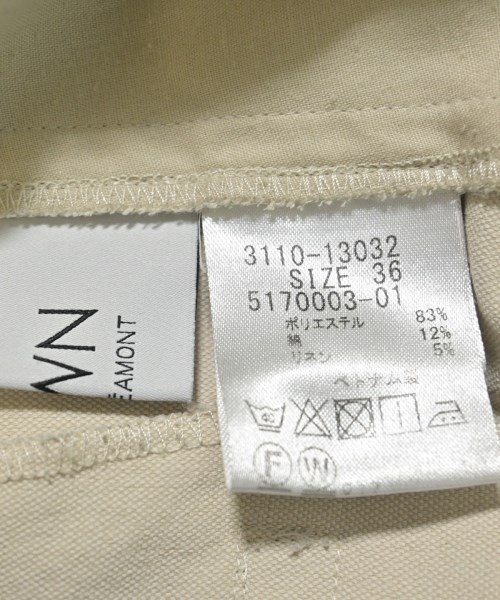 WN
ÉAMONT
3110-13032
SIZE 36
5170003-01
ポリエステル 83%
綿 12%
リネン 5%
ベトナム製
F W